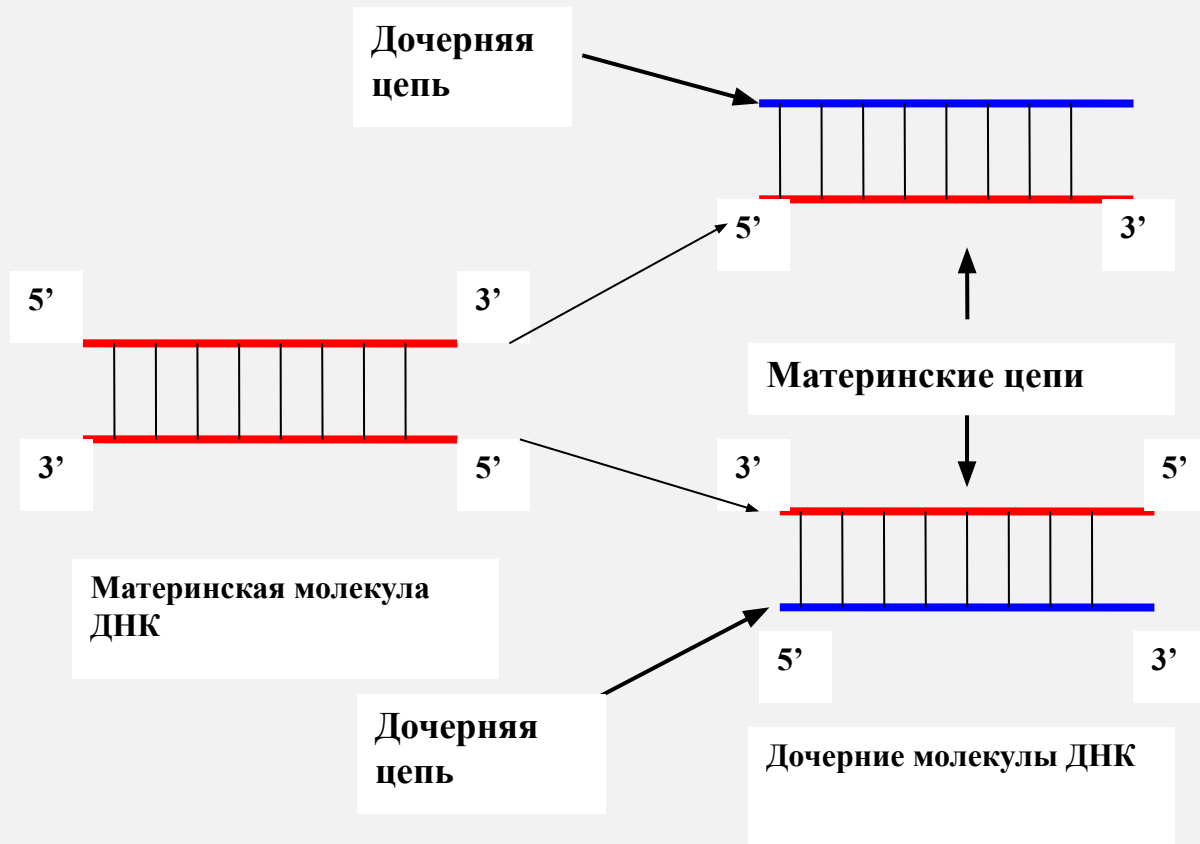 Дочерняя
цепь
5’ 3’
5’ 3’
Материнские цепи
3’ 5’
3’ 5’
Материнская молекула
ДНК
5’ 3’
Дочерняя
цепь
Дочерние молекулы ДНК